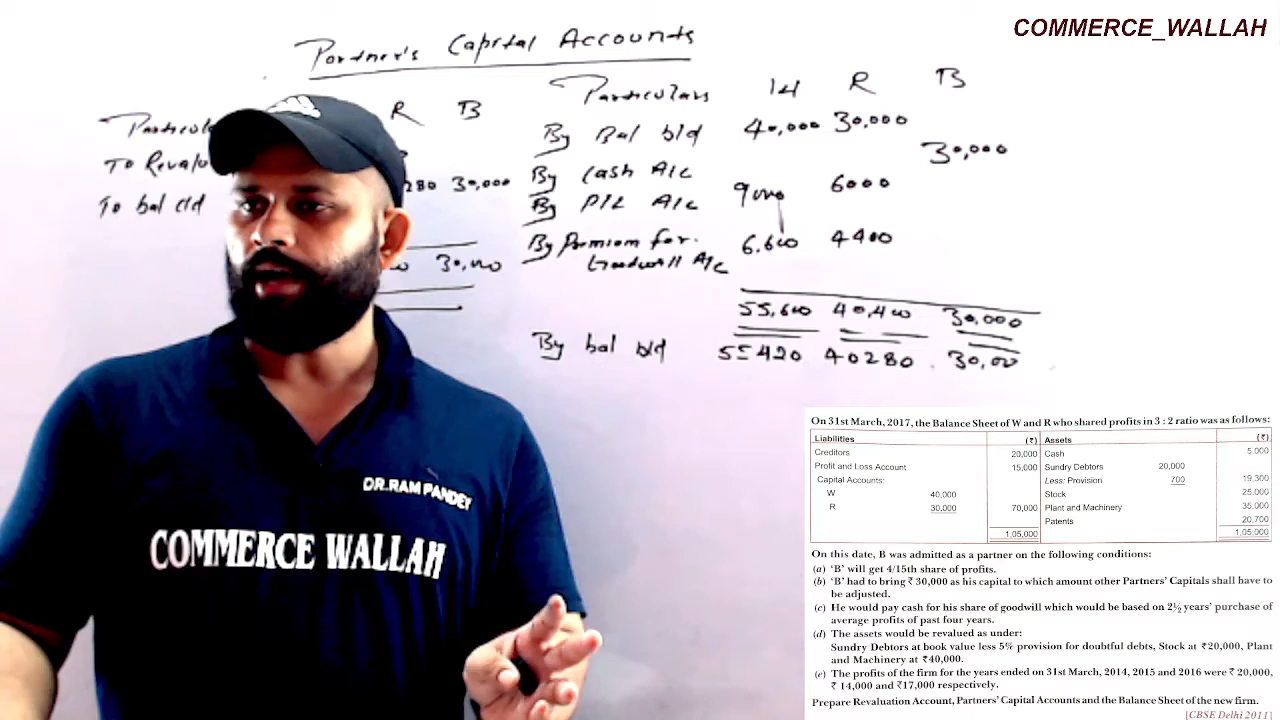 COMMERCE_WALLAH
Partner's Capital Accounts
R B
To bal c/d 280 30,000
30,000
Particulars W R B
By Bal b/d 40,000 30,000
By Cash A/c 30,000
By P/L A/c 9000 6000
By Premium for 6,600 4400
Goodwill A/c
55,600 40,400 30,000
By bal b/d 55420 40280 30,00
DR.RAM PANDEY
COMMERCE WALLAH
On 31st March, 2017, the Balance Sheet of W and R who shared profits in 3 : 2 ratio was as follows:
Liabilities (₹) Assets (₹)
Creditors 20,000 Cash 5,000
Profit and Loss Account 15,000 Sundry Debtors 20,000
Capital Accounts: Less: Provision 700 19,300
W 40,000 Stock 25,000
R 30,000 70,000 Plant and Machinery 35,000
Patents 20,700
1,05,000 1,05,000
On this date, B was admitted as a partner on the following conditions:
(a) 'B' will get 4/15th share of profits.
(b) 'B' had to bring ₹ 30,000 as his capital to which amount other Partners' Capitals shall have to
be adjusted.
(c) He would pay cash for his share of goodwill which would be based on 2½ years' purchase of
average profits of past four years.
(d) The assets would be revalued as under:
Sundry Debtors at book value less 5% provision for doubtful debts, Stock at ₹20,000, Plant
and Machinery at ₹40,000.
(e) The profits of the firm for the years ended on 31st March, 2014, 2015 and 2016 were ₹ 20,000,
₹ 14,000 and ₹17,000 respectively.
Prepare Revaluation Account, Partners' Capital Accounts and the Balance Sheet of the new firm.
[CBSE Delhi 2011]